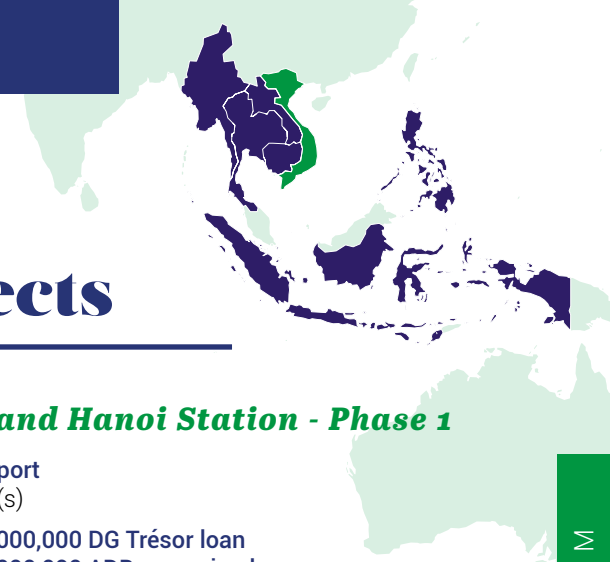 ects
and Hanoi Station - Phase 1
port
(s)
000,000 DG Trésor loan
M